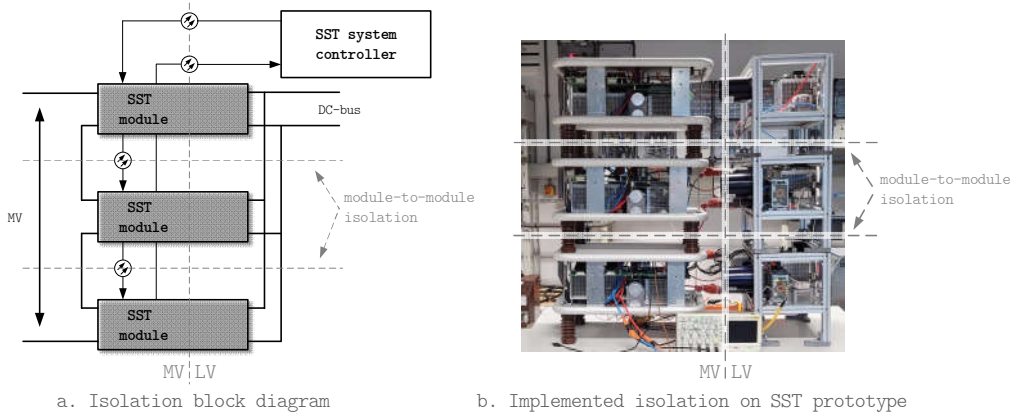 SST system
controller
SST
module
DC-bus
MV
SST
module
module-to-module
isolation
SST
module
MV LV
a. Isolation block diagram
module-to-module
isolation
MV LV
b. Implemented isolation on SST prototype